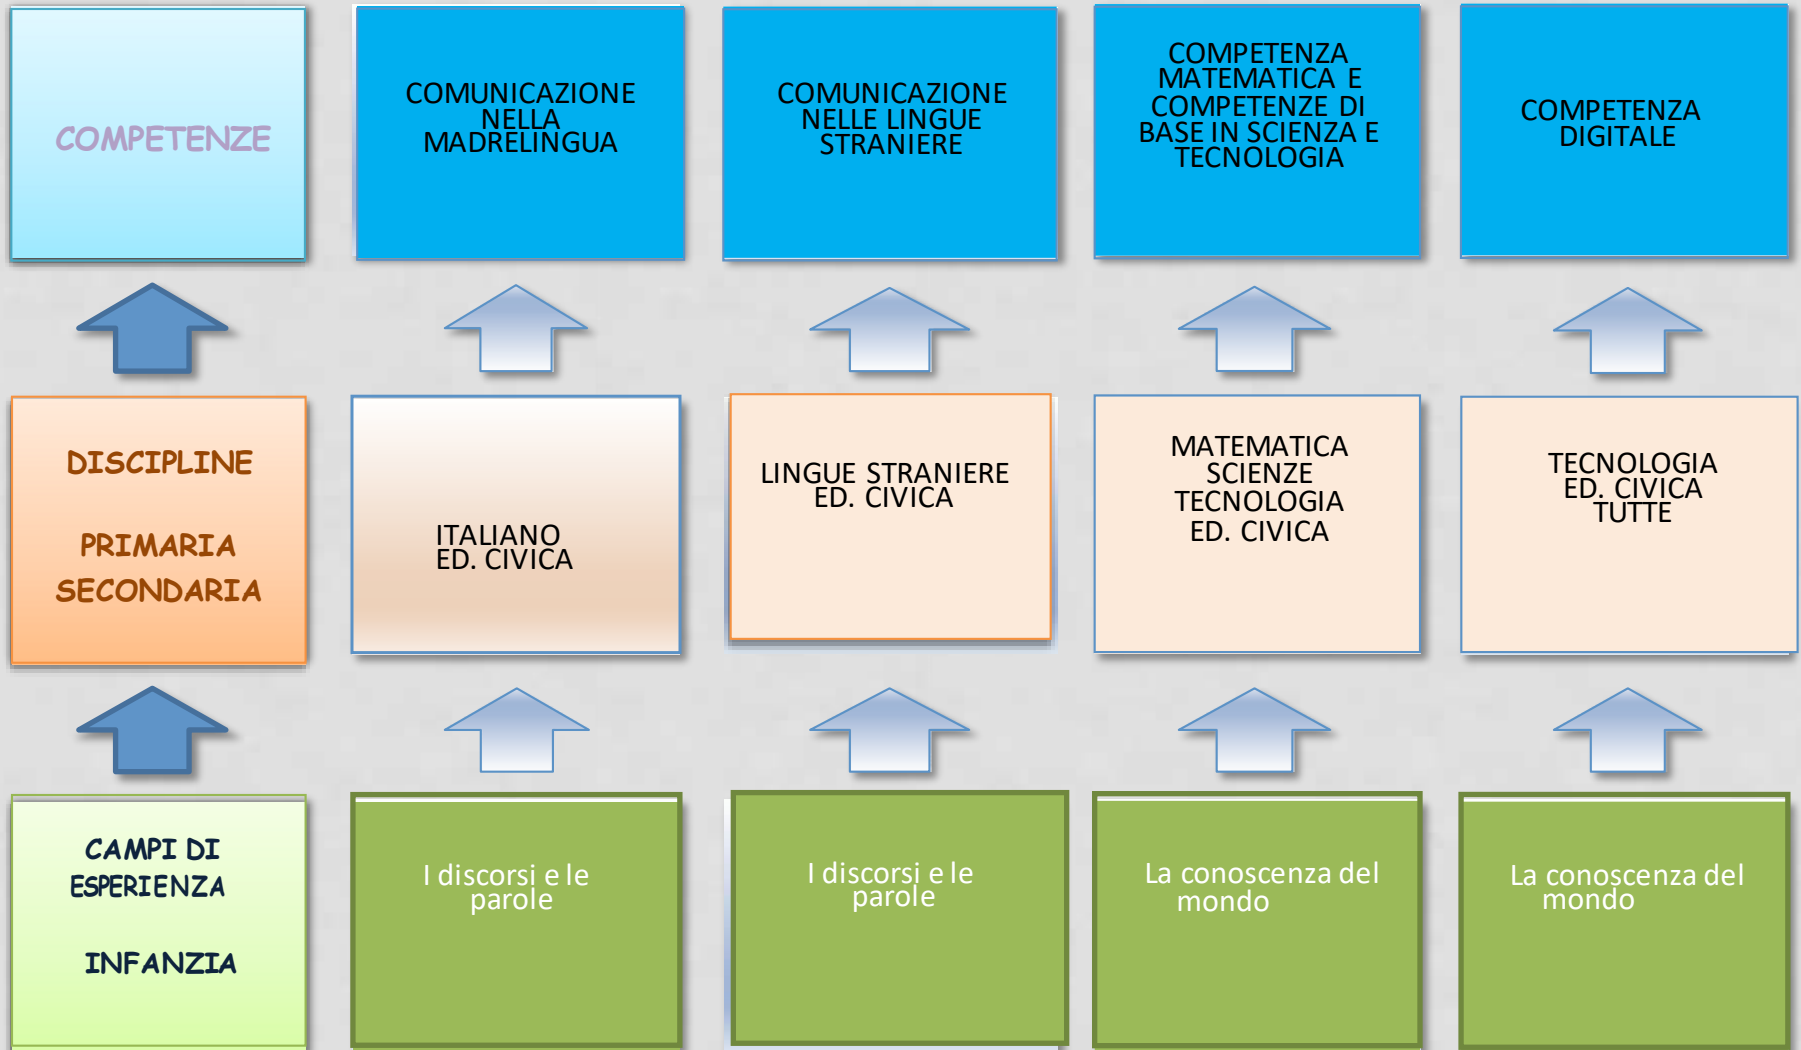 COMPETENZE
COMUNICAZIONE
NELLA
MADRELINGUA
COMUNICAZIONE
NELLE LINGUE
STRANIERE
COMPETENZA
MATEMATICA E
COMPETENZE DI
BASE IN SCIENZA E
TECNOLOGIA
COMPETENZA
DIGITALE
DISCIPLINE
PRIMARIA
SECONDARIA
ITALIANO
ED. CIVICA
LINGUE STRANIERE
ED. CIVICA
MATEMATICA
SCIENZE
TECNOLOGIA
ED. CIVICA
TECNOLOGIA
ED. CIVICA
TUTTE
CAMPI DI
ESPERIENZA
INFANZIA
I discorsi e le
parole
I discorsi e le
parole
La conoscenza del
mondo
La conoscenza del
mondo